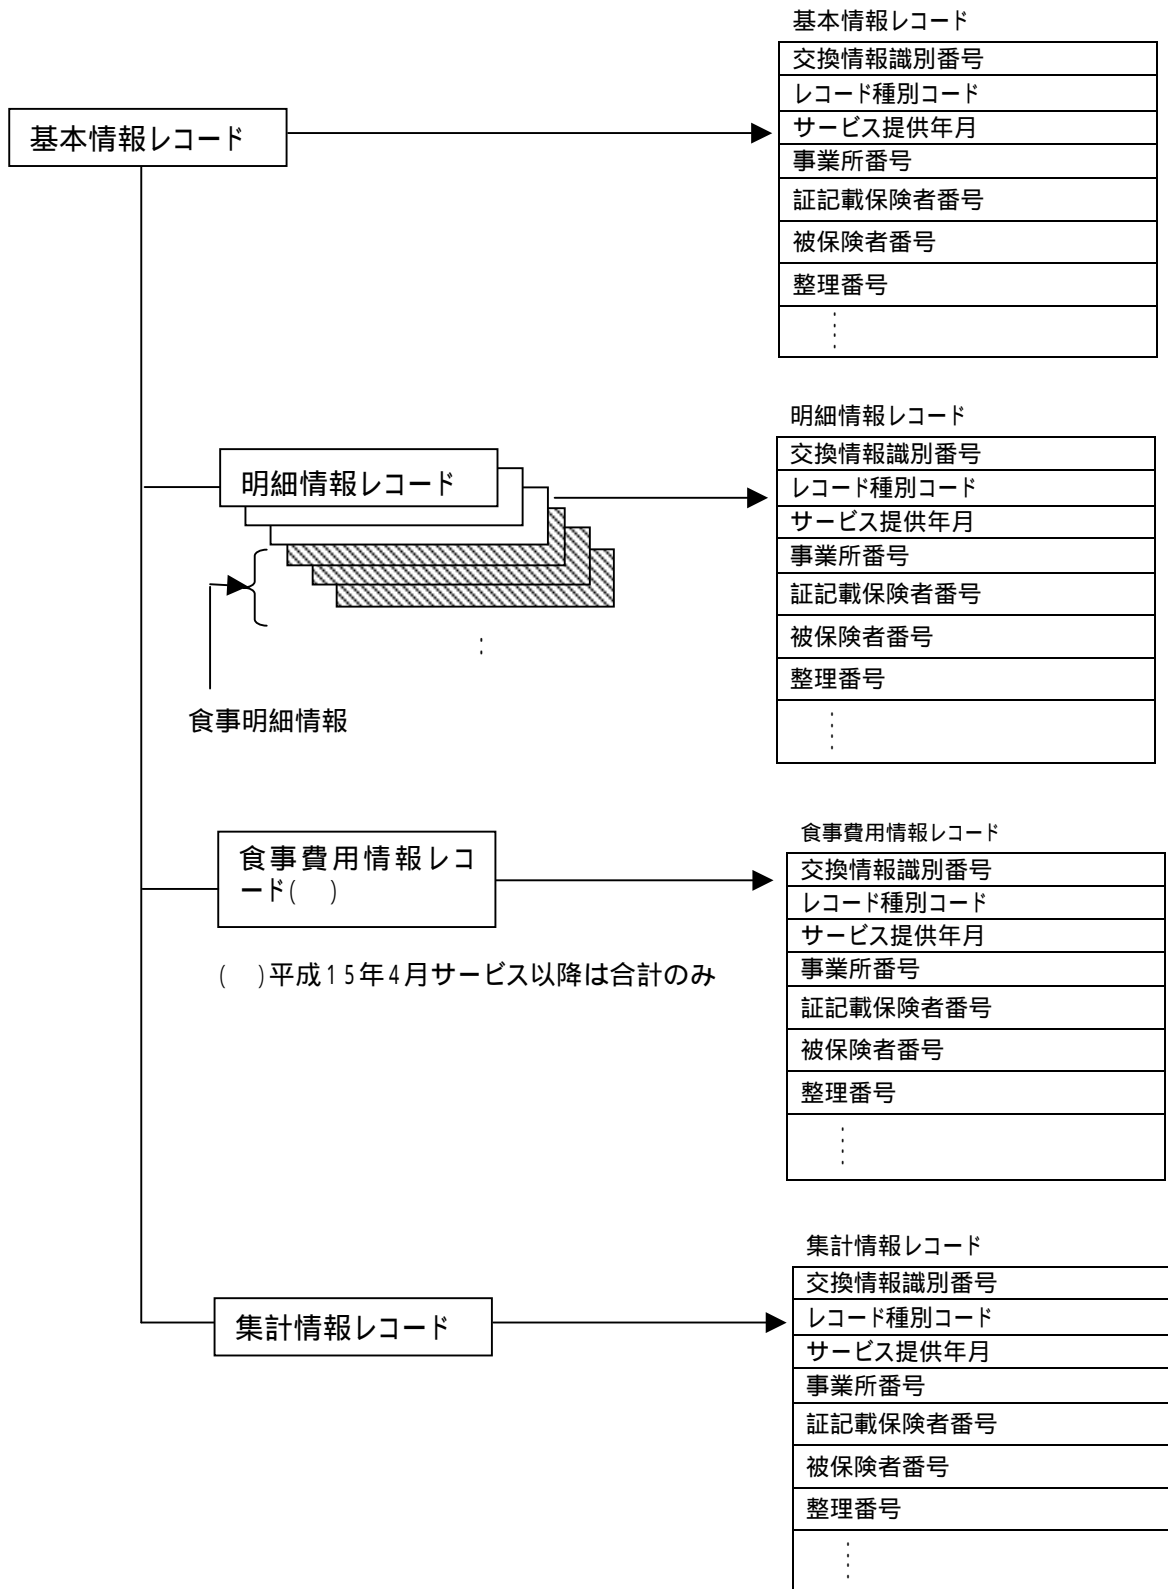 基本情報レコード
基本情報レコード
交換情報識別番号
レコード種別コード
サービス提供年月
事業所番号
証記載保険者番号
被保険者番号
整理番号
明細情報レコード
食事明細情報
明細情報レコード
交換情報識別番号
レコード種別コード
サービス提供年月
事業所番号
証記載保険者番号
被保険者番号
整理番号
食事費用情報レコ
ード(　)
(　)平成15年4月サービス以降は合計のみ
食事費用情報レコード
交換情報識別番号
レコード種別コード
サービス提供年月
事業所番号
証記載保険者番号
被保険者番号
整理番号
集計情報レコード
集計情報レコード
交換情報識別番号
レコード種別コード
サービス提供年月
事業所番号
証記載保険者番号
被保険者番号
整理番号